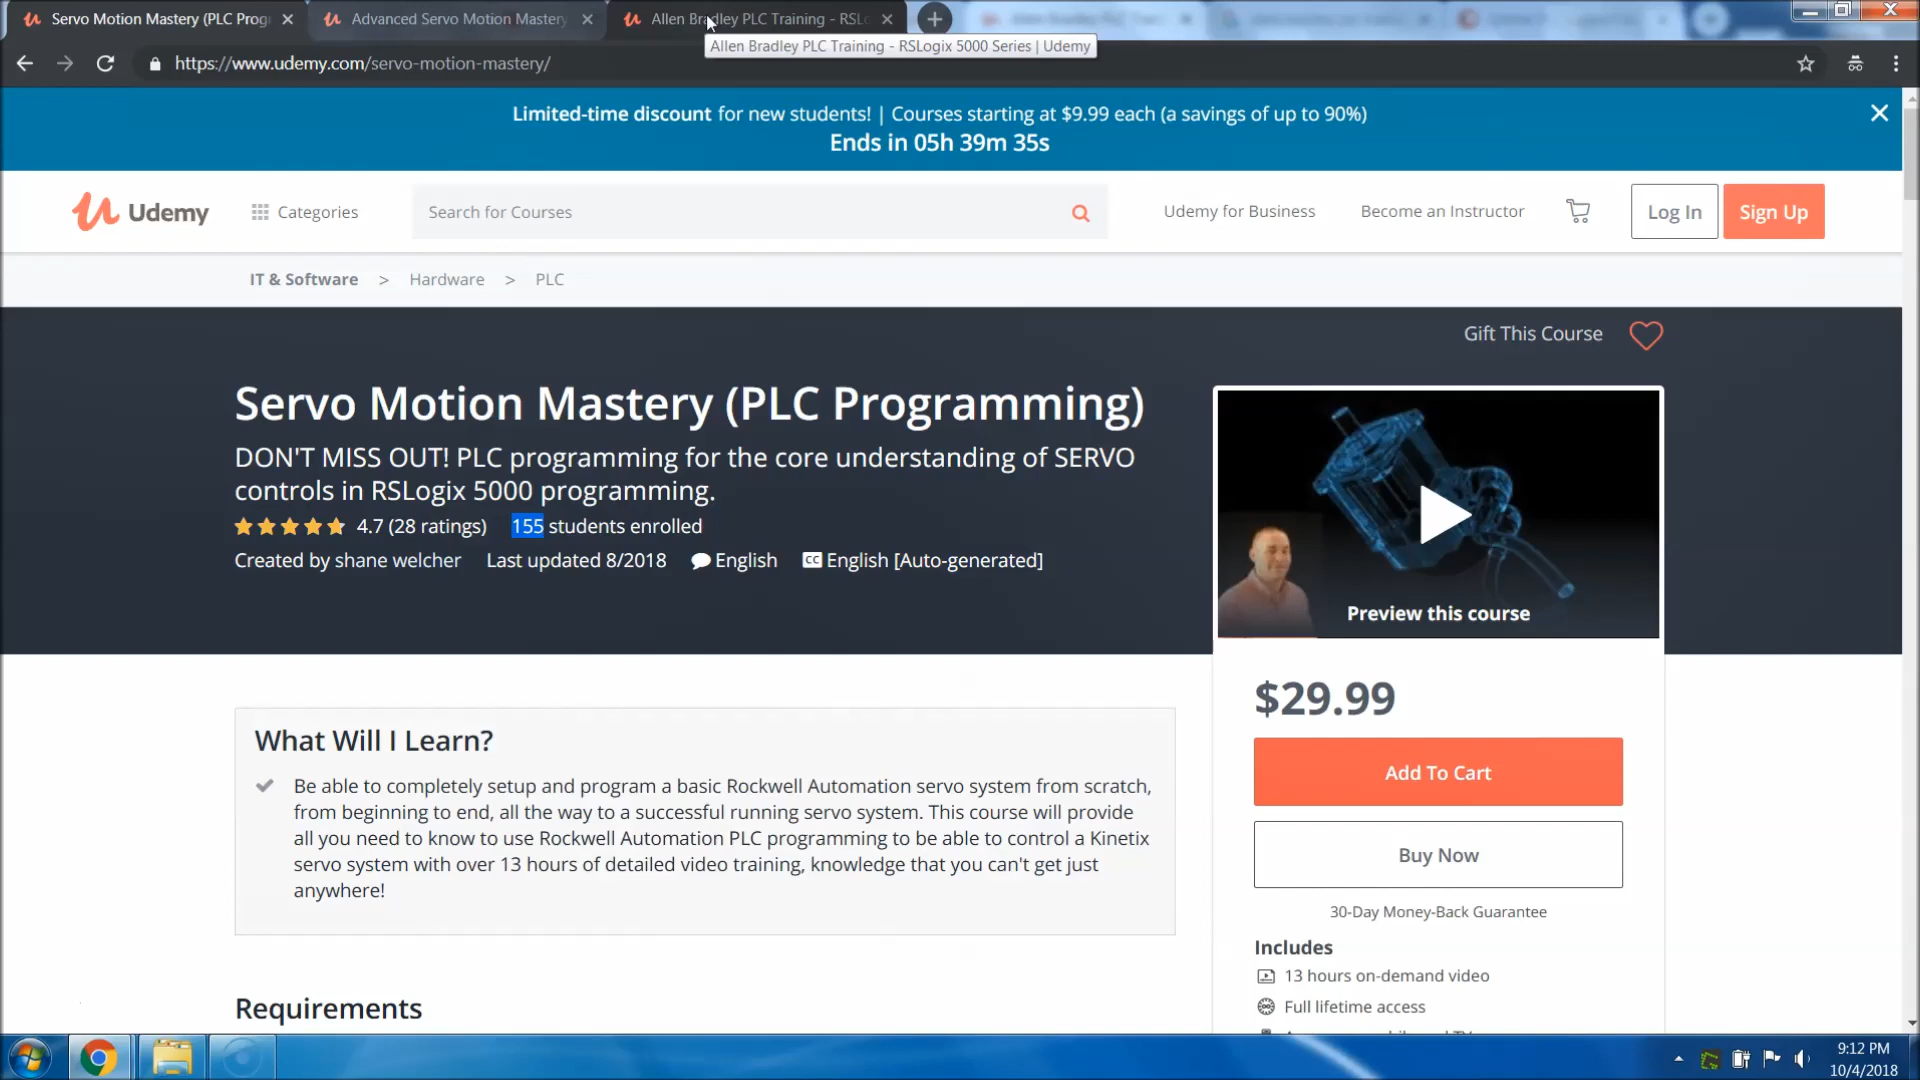 Servo Motion Mastery (PLC Prog
Advanced Servo Motion Mastery
Allen Bradley PLC Training - RSLo
Allen Bradley PLC Training - RSLogix 5000 Series | Udemy
https://www.udemy.com/servo-motion-mastery/
Limited-time discount for new students! | Courses starting at $9.99 each (a savings of up to 90%)
Ends in 05h 39m 35s
Udemy
Categories
Search for Courses
Udemy for Business
Become an Instructor
Log In
Sign Up
IT & Software > Hardware > PLC
Gift This Course
Servo Motion Mastery (PLC Programming)
DON'T MISS OUT! PLC programming for the core understanding of SERVO
controls in RSLogix 5000 programming.
4.7 (28 ratings) 155 students enrolled
Created by shane welcher Last updated 8/2018 English CC English [Auto-generated]
Preview this course
$29.99
Add To Cart
Buy Now
30-Day Money-Back Guarantee
Includes
13 hours on-demand video
Full lifetime access
What Will I Learn?
Be able to completely setup and program a basic Rockwell Automation servo system from scratch,
from beginning to end, all the way to a successful running servo system. This course will provide
all you need to know to use Rockwell Automation PLC programming to be able to control a Kinetix
servo system with over 13 hours of detailed video training, knowledge that you can't get just
anywhere!
Requirements
9:12 PM
10/4/2018